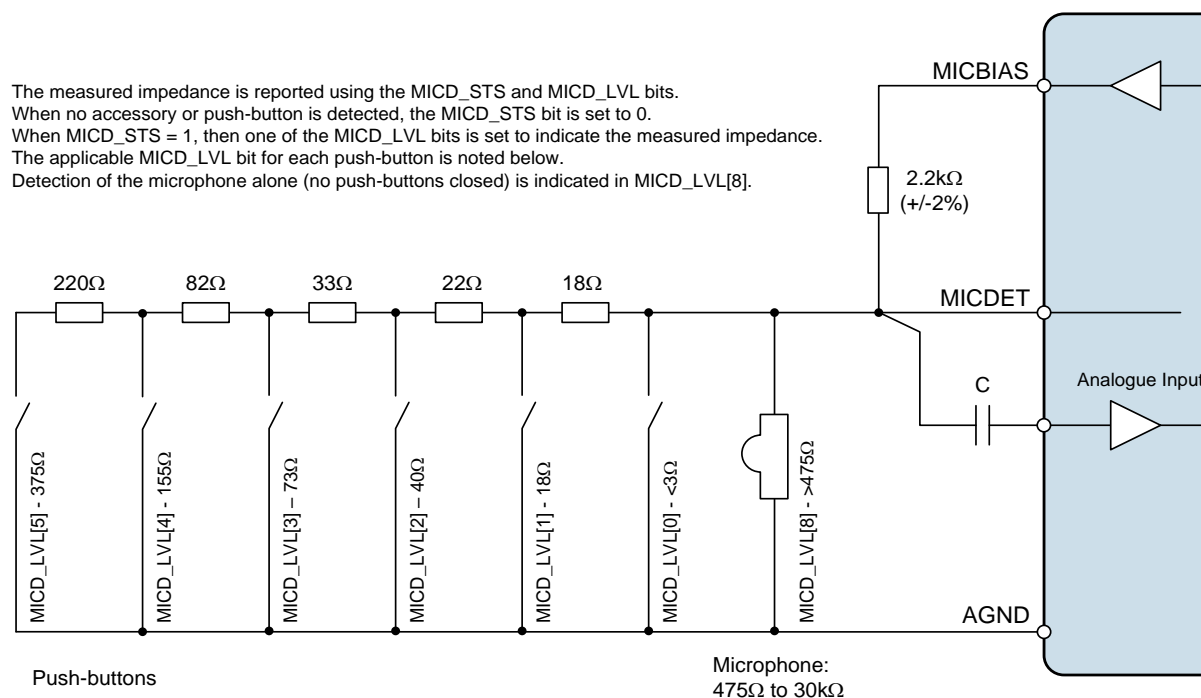 The measured impedance is reported using the MICD_STS and MICD_LVL bits.
When no accessory or push-button is detected, the MICD_STS bit is set to 0.
When MICD_STS = 1, then one of the MICD_LVL bits is set to indicate the measured impedance.
The applicable MICD_LVL bit for each push-button is noted below.
Detection of the microphone alone (no push-buttons closed) is indicated in MICD_LVL[8].
MICBIAS
2.2kΩ
(+/-2%)
220Ω
82Ω
33Ω
22Ω
18Ω
MICDET
C
Analogue Input
MICD_LVL[5] - 375Ω
MICD_LVL[4] - 155Ω
MICD_LVL[3] – 73Ω
MICD_LVL[2] – 40Ω
MICD_LVL[1] - 18Ω
MICD_LVL[0] - <3Ω
MICD_LVL[8] - >475Ω
AGND
Push-buttons
Microphone:
475Ω to 30kΩ